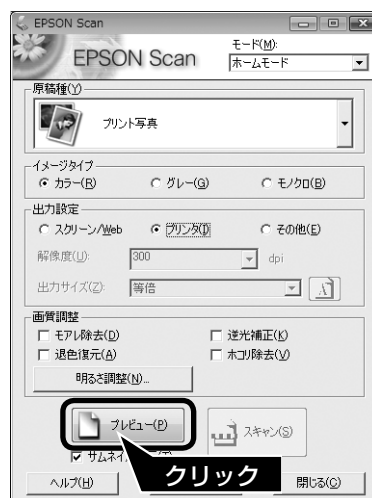 EPSON Scan
EPSON Scan
モード(M):
ホームモード
原稿種(Y)
プリント写真
イメージタイプ
カラー(R) グレー(G) モノクロ(B)
出力設定
スクリーン/Web プリンタ(I) その他(E)
解像度(U): 300 dpi
出力サイズ(Z): 等倍
画質調整
モアレ除去(D) 逆光補正(K)
退色復元(A) ホコリ除去(V)
明るさ調整(N)...
プレビュー(P)
スキャン(S)
サムネイ
クリック
ヘルプ(H) 閉じる(C)